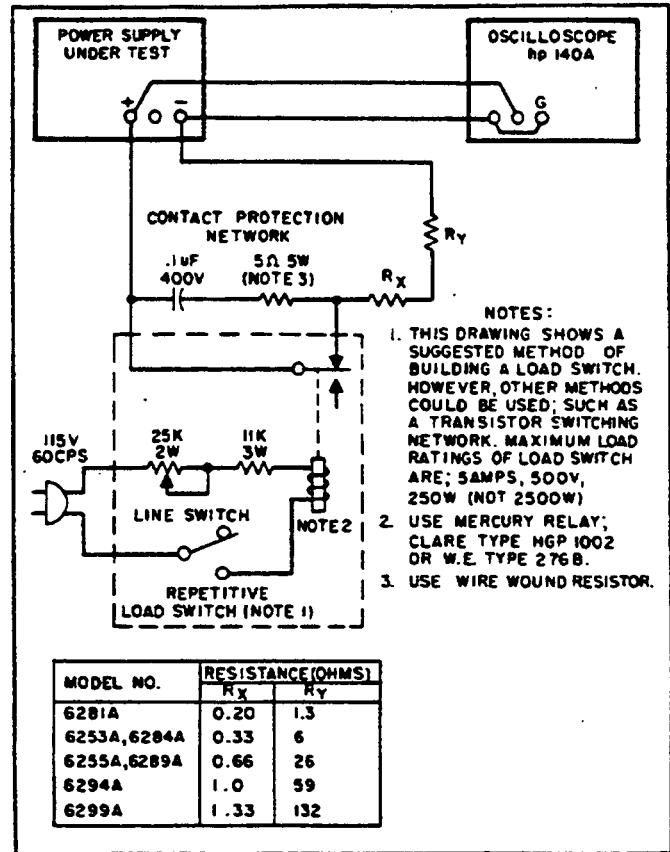 POWER SUPPLY
UNDER TEST
+
-
OSCILLOSCOPE
hp 140A
G
CONTACT PROTECTION
NETWORK
.1uF
400V
5Ω 5W
(NOTE 3)
RX
RY
115V
60CPS
25K
2W
11K
3W
LINE SWITCH
NOTE 2
REPETITIVE
LOAD SWITCH (NOTE 1)
NOTES:
1. THIS DRAWING SHOWS A
SUGGESTED METHOD OF
BUILDING A LOAD SWITCH.
HOWEVER, OTHER METHODS
COULD BE USED; SUCH AS
A TRANSISTOR SWITCHING
NETWORK. MAXIMUM LOAD
RATINGS OF LOAD SWITCH
ARE; 5AMPS, 500V,
250W (NOT 2500W)
2. USE MERCURY RELAY;
CLARE TYPE HGP 1002
OR W.E. TYPE 276B.
3. USE WIRE WOUND RESISTOR.
MODEL NO. RESISTANCE (OHMS)
RX RY
6281A 0.20 1.3
6253A, 6284A 0.33 6
6255A, 6289A 0.66 26
6294A 1.0 59
6299A 1.33 132